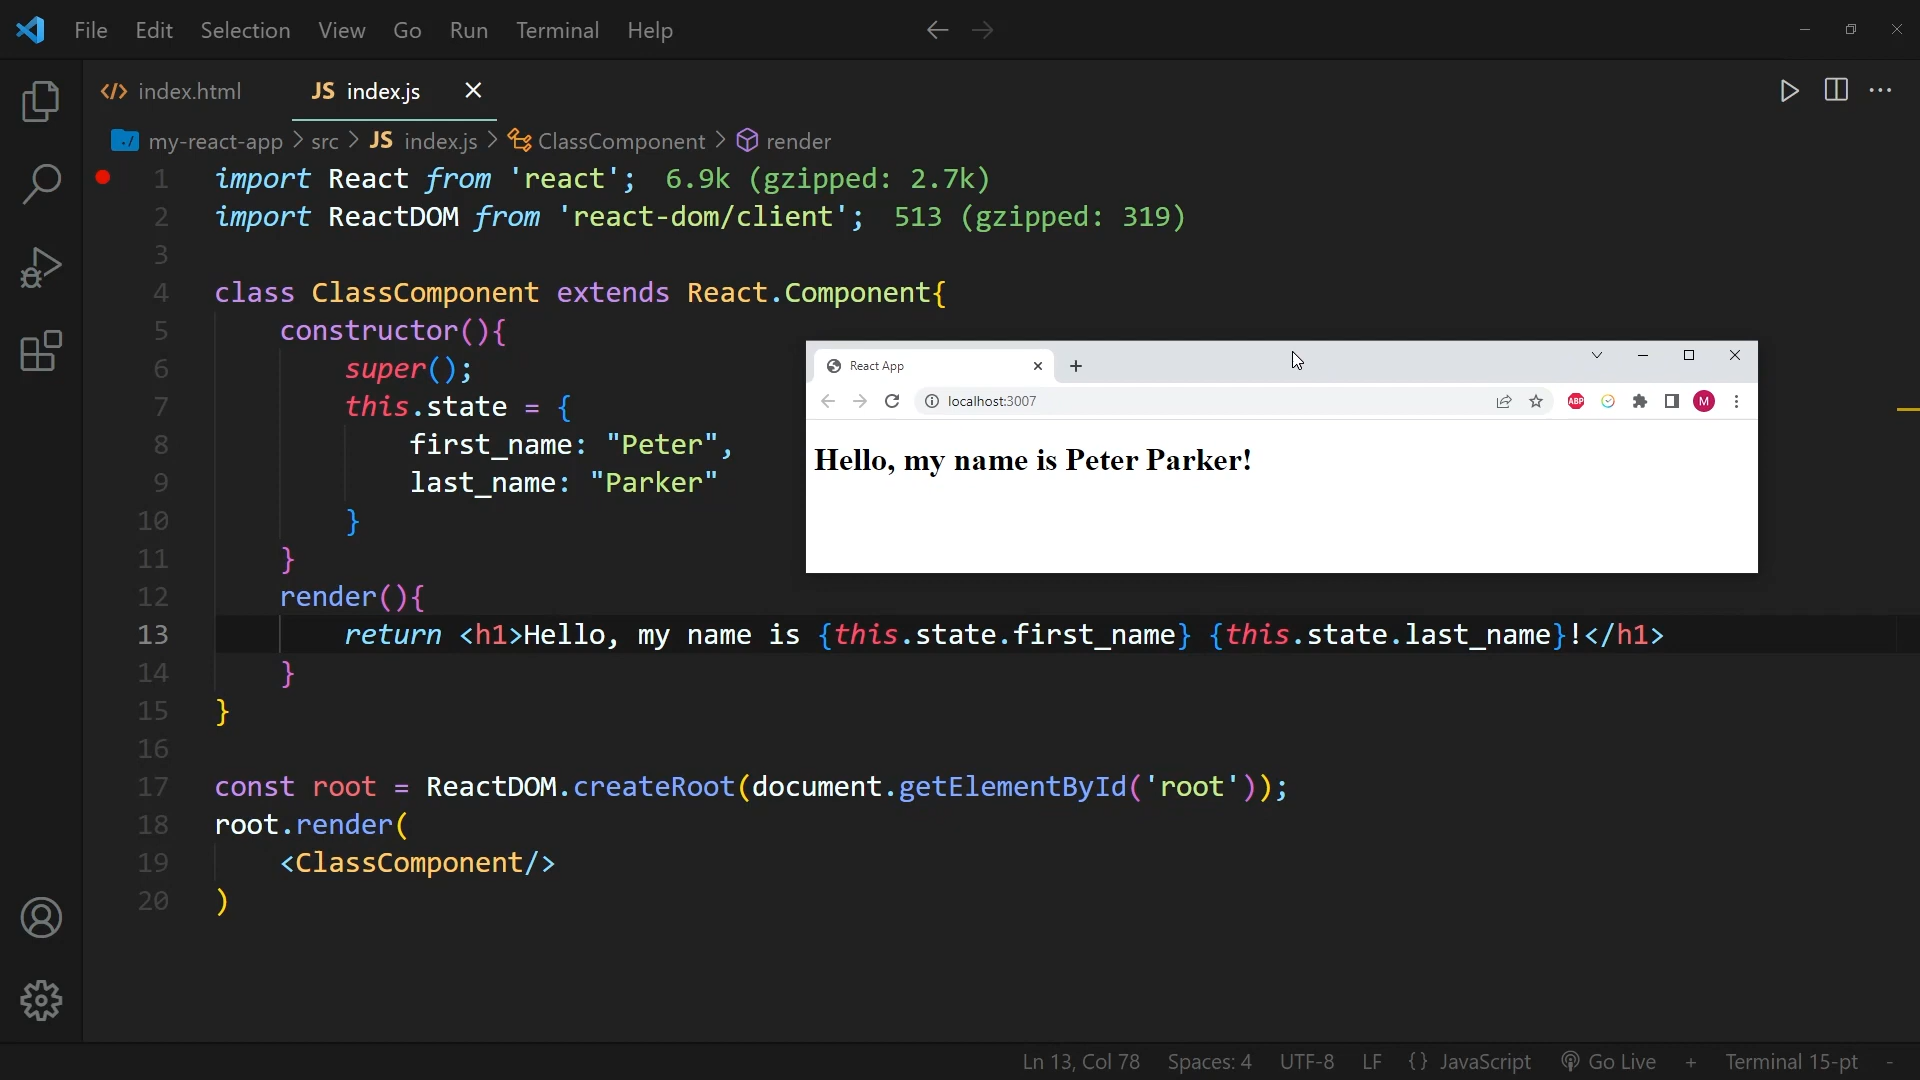 File Edit Selection View Go Run Terminal Help
index.html JS index.js
my-react-app > src > JS index.js > ClassComponent > render
1 import React from 'react'; 6.9k (gzipped: 2.7k)
2 import ReactDOM from 'react-dom/client'; 513 (gzipped: 319)
3
4 class ClassComponent extends React.Component{
5 constructor(){
6 super();
7 this.state = {
8 first_name: "Peter",
9 last_name: "Parker"
10 }
11 }
12 render(){
13 return <h1>Hello, my name is {this.state.first_name} {this.state.last_name}!</h1>
14 }
15 }
16
17 const root = ReactDOM.createRoot(document.getElementById('root'));
18 root.render(
19 <ClassComponent/>
20 )
React App
localhost:3007
ABP
M
Hello, my name is Peter Parker!
Ln 13, Col 78 Spaces: 4 UTF-8 LF {} JavaScript Go Live + Terminal 15-pt -